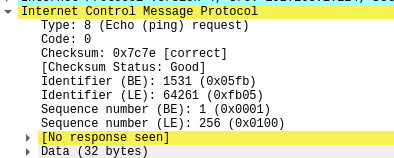 Internet Control Message Protocol
Type: 8 (Echo (ping) request)
Code: 0
Checksum: 0x7c7e [correct]
[Checksum Status: Good]
Identifier (BE): 1531 (0x05fb)
Identifier (LE): 64261 (0xfb05)
Sequence number (BE): 1 (0x0001)
Sequence number (LE): 256 (0x0100)
[No response seen]
Data (32 bytes)